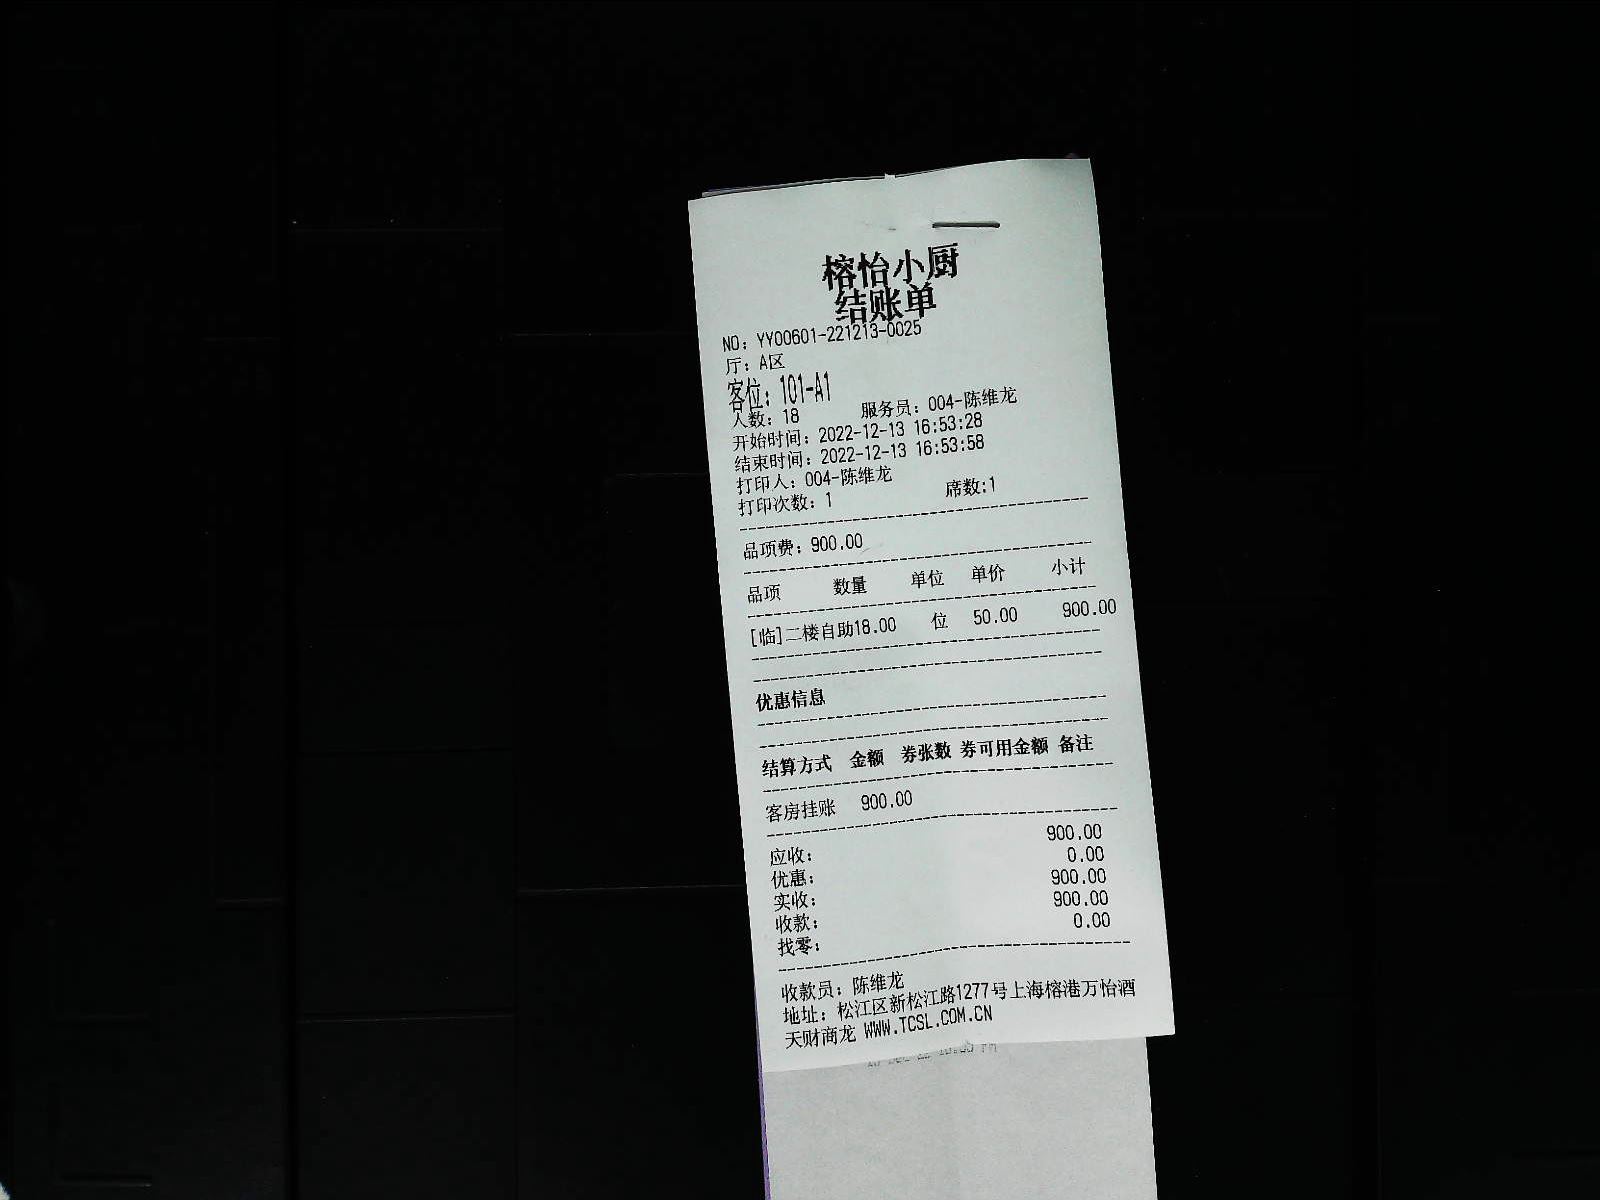 榕怡小厨
结账单
NO: YY00601-221213-0025
厅: A区
客位: 101-A1
人数: 18 服务员: 004-陈维龙
开始时间: 2022-12-13 16:53:28
结束时间: 2022-12-13 16:53:58
打印人: 004-陈维龙
打印次数: 1 席数:1
品项费: 900.00
品项 数量 单位 单价 小计
[临]二楼自助18.00 位 50.00 900.00
优惠信息
结算方式 金额 券张数 券可用金额 备注
客房挂账 900.00
应收: 900.00
优惠: 0.00
实收: 900.00
收款: 900.00
找零: 0.00
收款员: 陈维龙
地址: 松江区新松江路1277号上海榕港万怡酒
天财商龙 WWW.TCSL.COM.CN